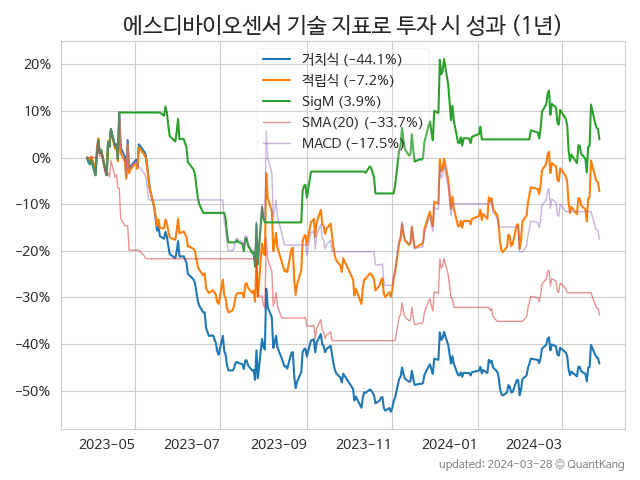 에스디바이오센서 기술 지표로 투자 시 성과 (1년)
거치식 (−44.1%)
적립식 (−7.2%)
SigM (3.9%)
SMA(20) (−33.7%)
MACD (−17.5%)
20%
10%
0%
−10%
−20%
−30%
−40%
−50%
2023−05 2023−07 2023−09 2023−11 2024−01 2024−03
updated: 2024−03−28 ⓒ QuantKang